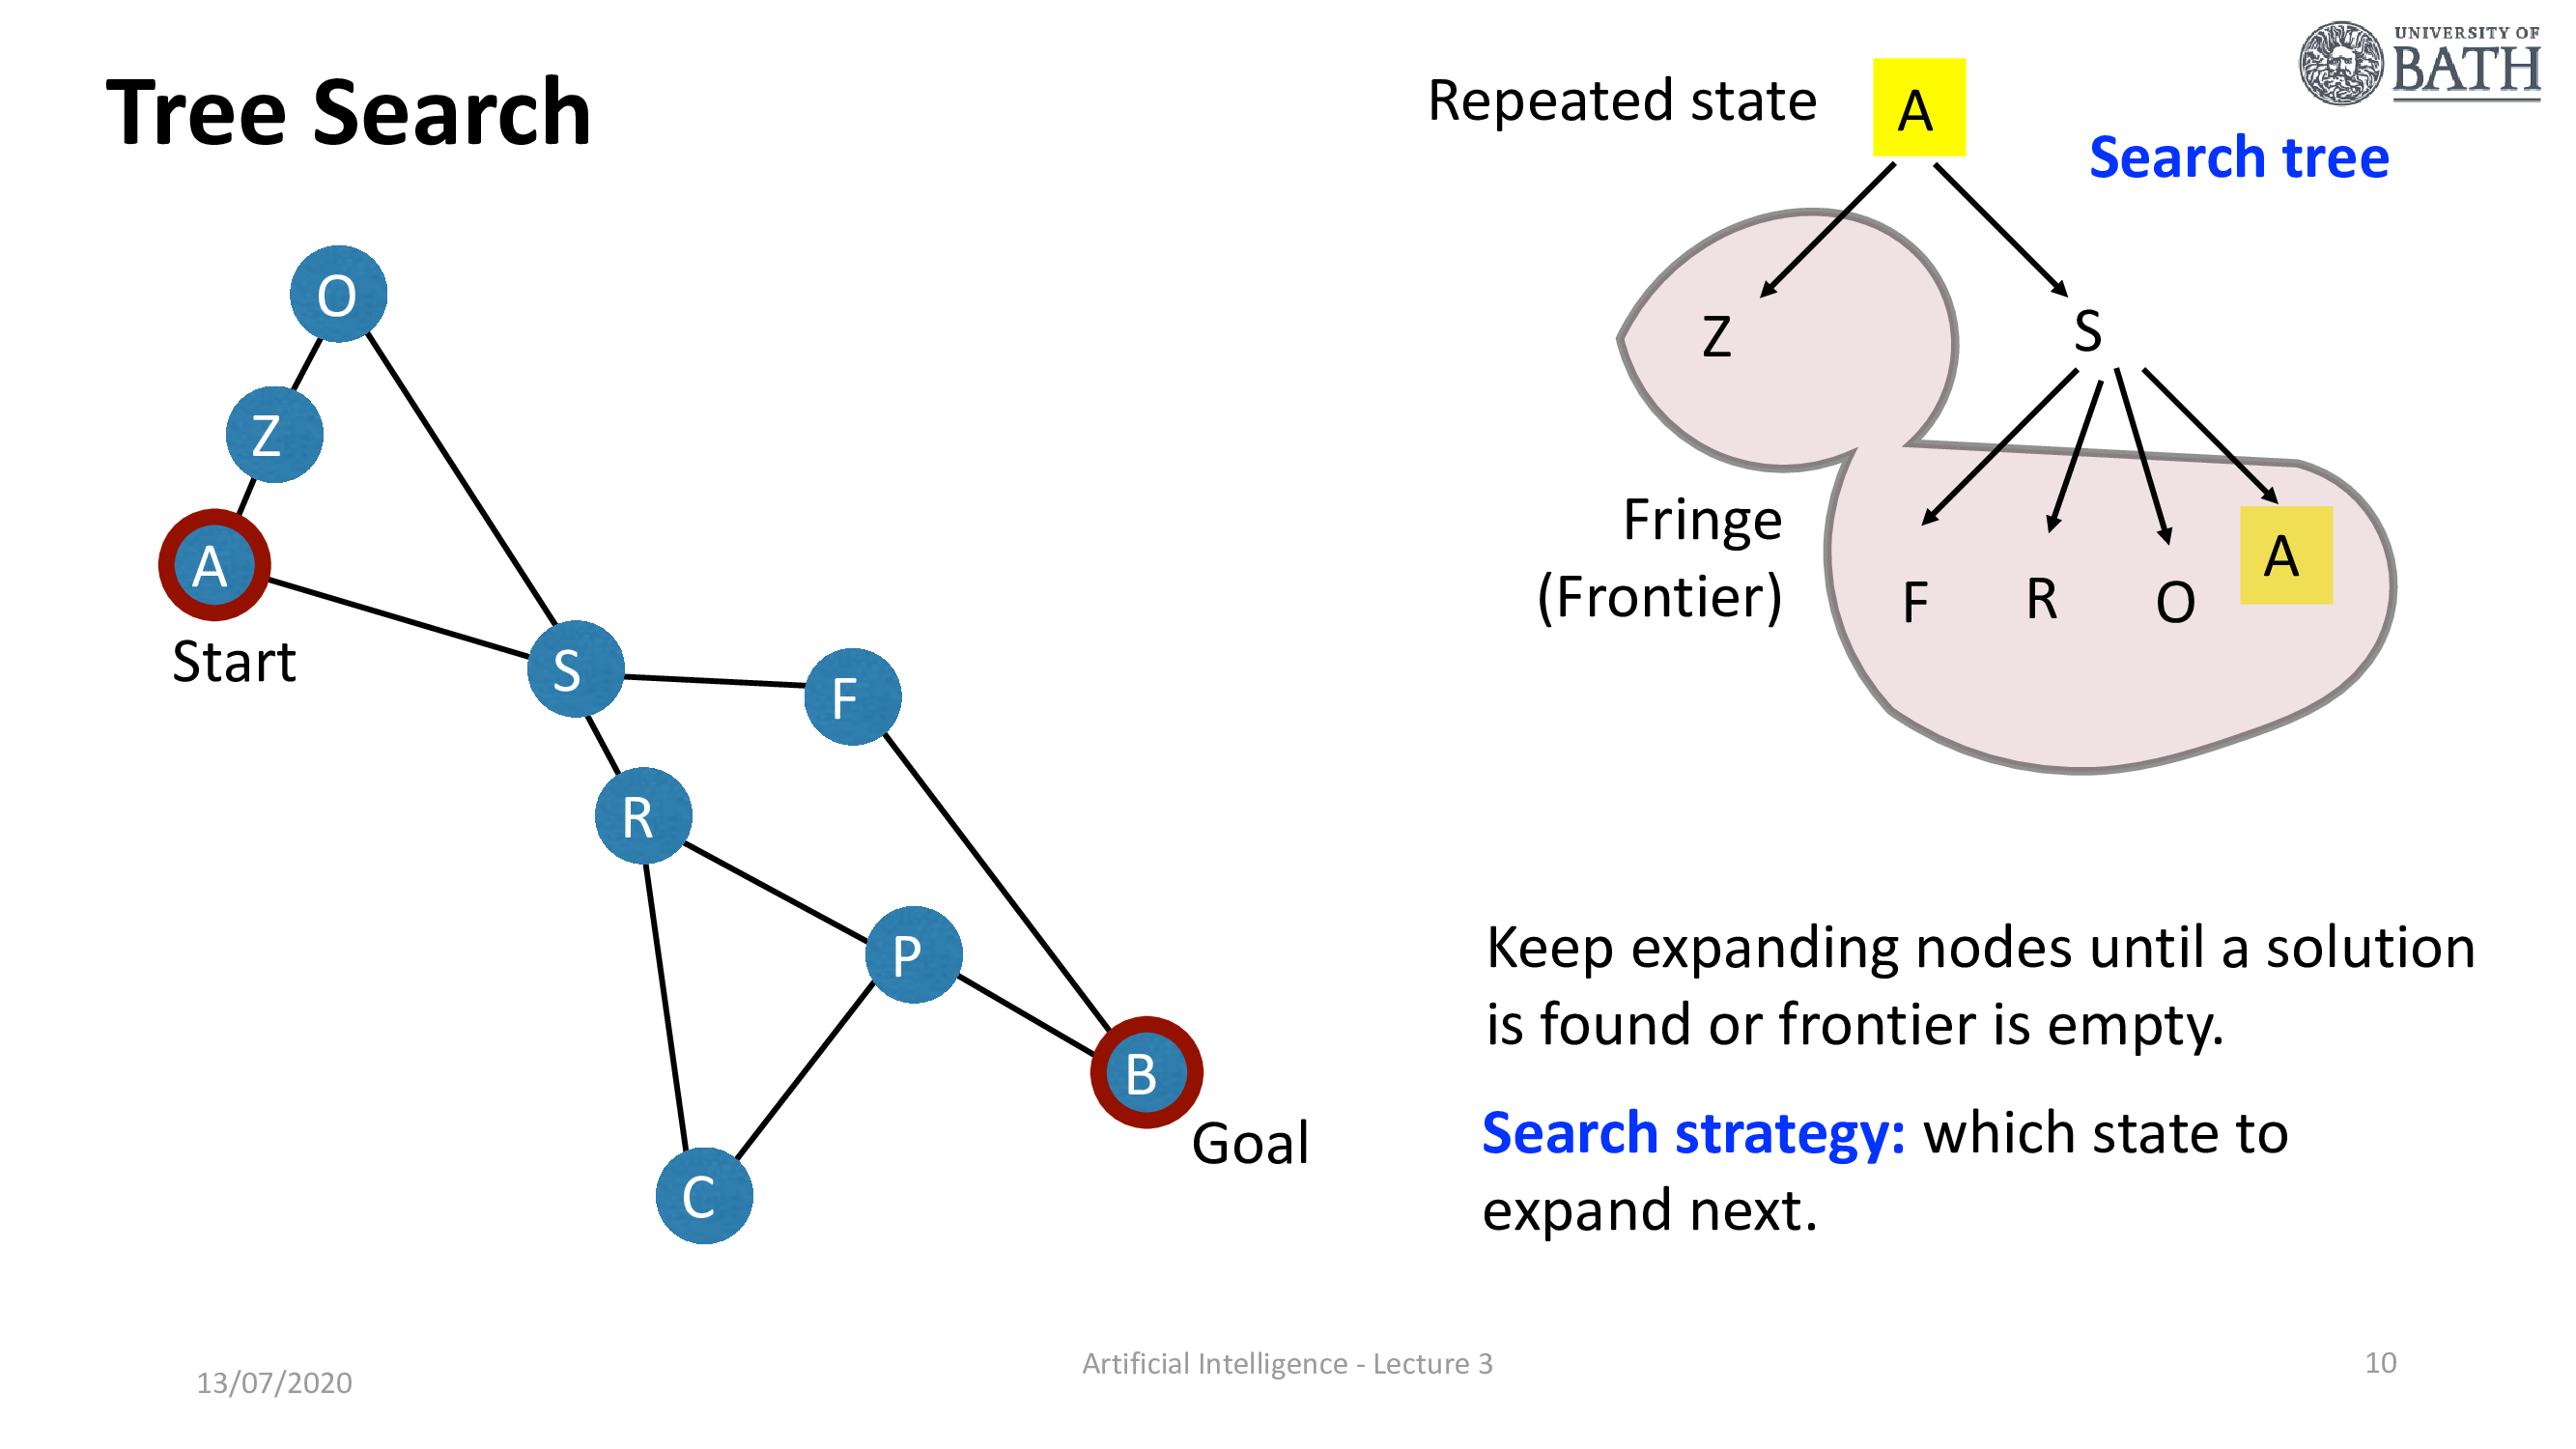 Tree Search
UNIVERSITY OF
BATH
Repeated state
A
Search tree
Z
S
Fringe
(Frontier)
F
R
O
A
O
Z
A
Start
S
F
R
P
B
Goal
C
Keep expanding nodes until a solution
is found or frontier is empty.
Search strategy: which state to
expand next.
13/07/2020
Artificial Intelligence - Lecture 3
10